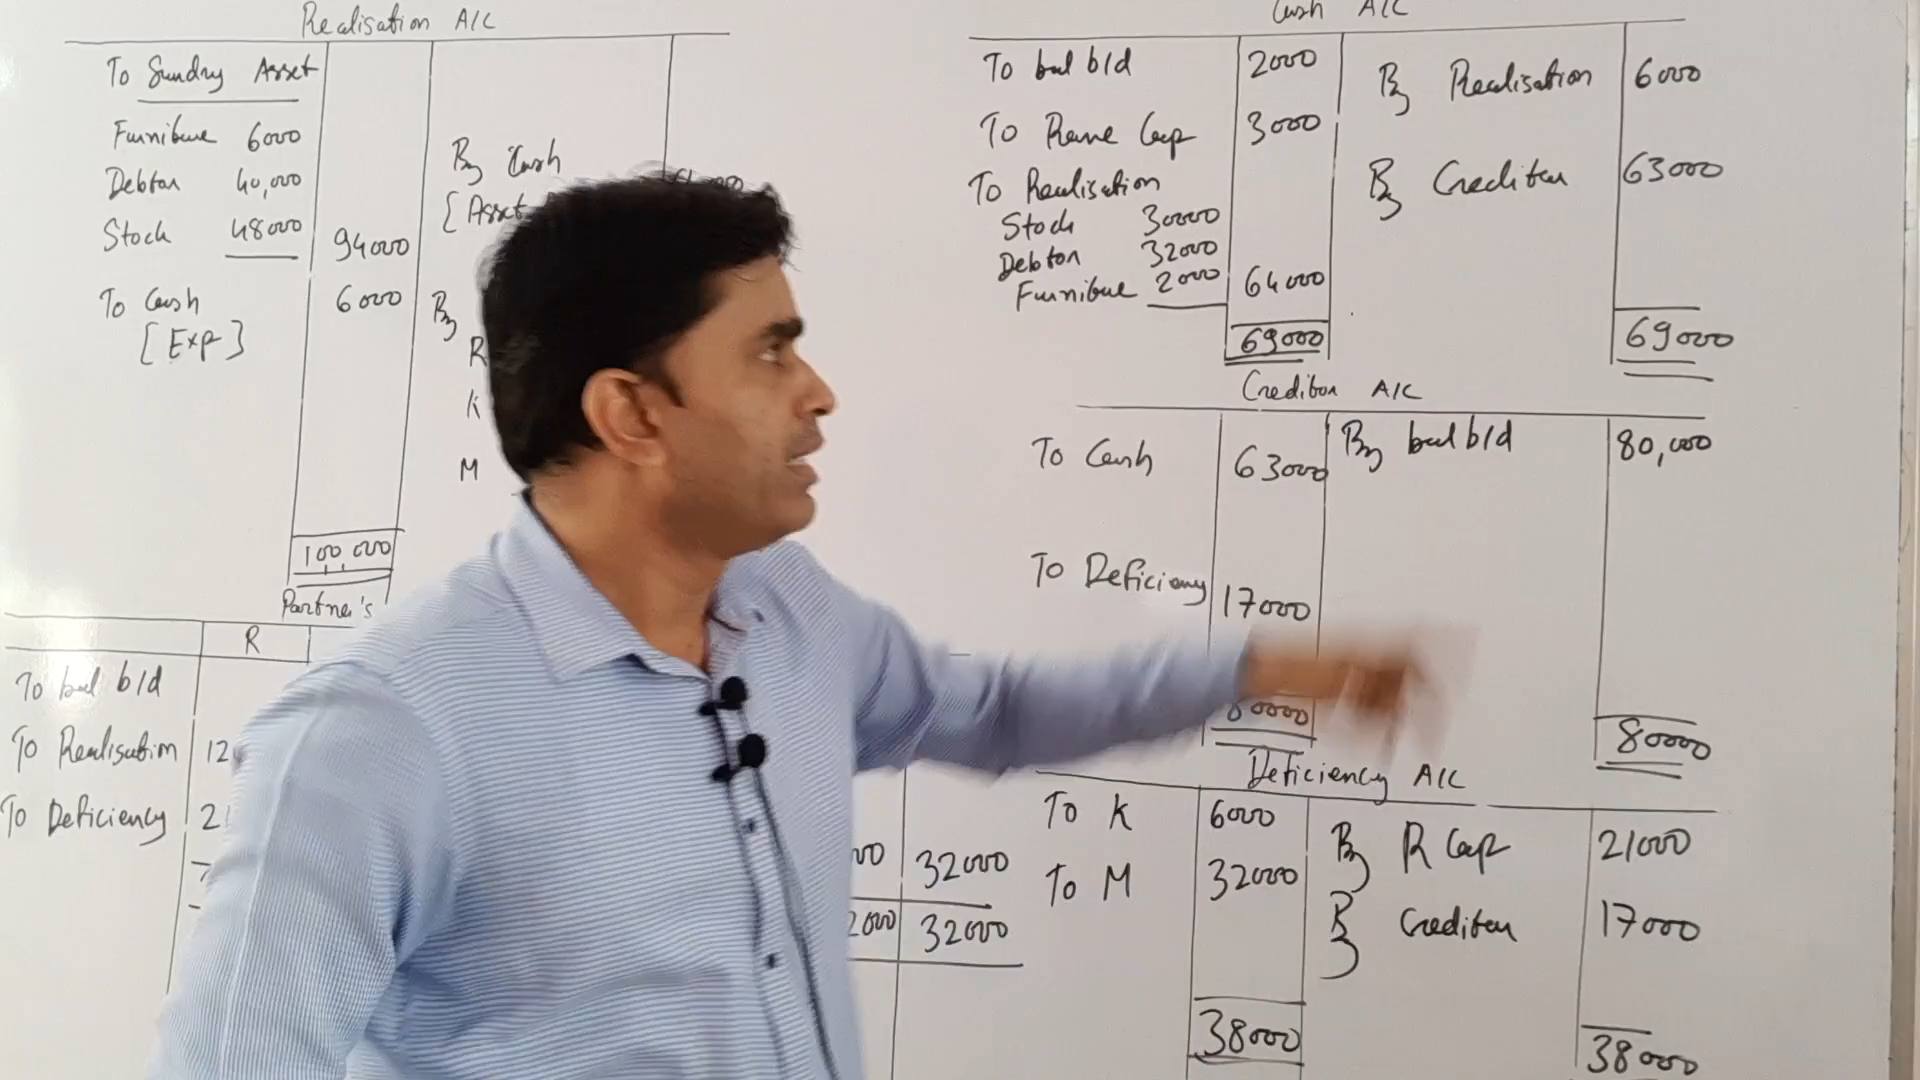 Realisation A/C
To Sundry Asset
Furniture 6000
Debtor 40,000
Stock 48000 94000
To Cash 6000
[Exp]
By Cash
[Asset
By
R
K
M
100,000
Partner's
R
To bal b/d
To Realisation 12
To Deficiency 21
32000
2000 32000
Cash A/C
To bal b/d 2000 By Realisation 6000
To Rame Cap 3000 By Creditor 63000
To Realisation
Stock 30000
Debtor 32000
Furniture 2000 64000
69000 69000
Creditor A/C
To Cash 63000 By bal b/d 80,000
To Deficiency 17000
80000 80000
Deficiency A/C
To K 6000 By R Cap 21000
To M 32000 By Creditor 17000
38000 38000